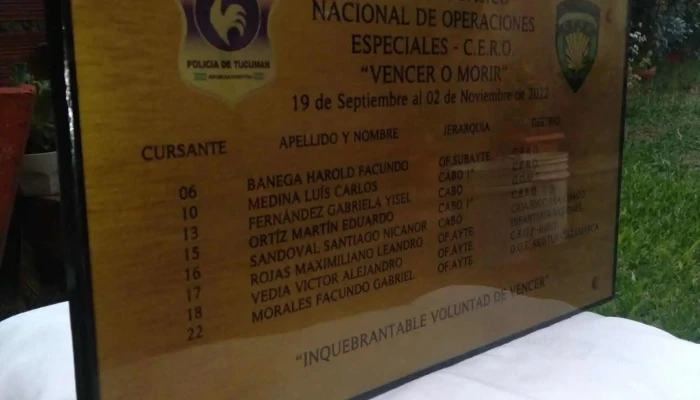 POLICIA DE TUCUMAN
NACIONAL DE OPERACIONES
ESPECIALES - C.E.R.O.
“VENCER O MORIR”
19 de Septiembre al 02 de Noviembre de 2022
CURSANTE APELLIDO Y NOMBRE JERARQUÍA
06 BANEGA HAROLD FACUNDO OF.SUBAYTE C.E.R.O
10 MEDINA LUÍS CARLOS CABO 1° C.E.R.O
13 FERNÁNDEZ GABRIELA YISEL CABO
15 ORTÍZ MARTÍN EDUARDO CABO 1°
16 SANDOVAL SANTIAGO NICANOR CABO
17 ROJAS MAXIMILIANO LEANDRO OF.AYTE
18 VEDIA VICTOR ALEJANDRO OF.AYTE
22 MORALES FACUNDO GABRIEL OF.AYTE
“INQUEBRANTABLE VOLUNTAD DE VENCER”